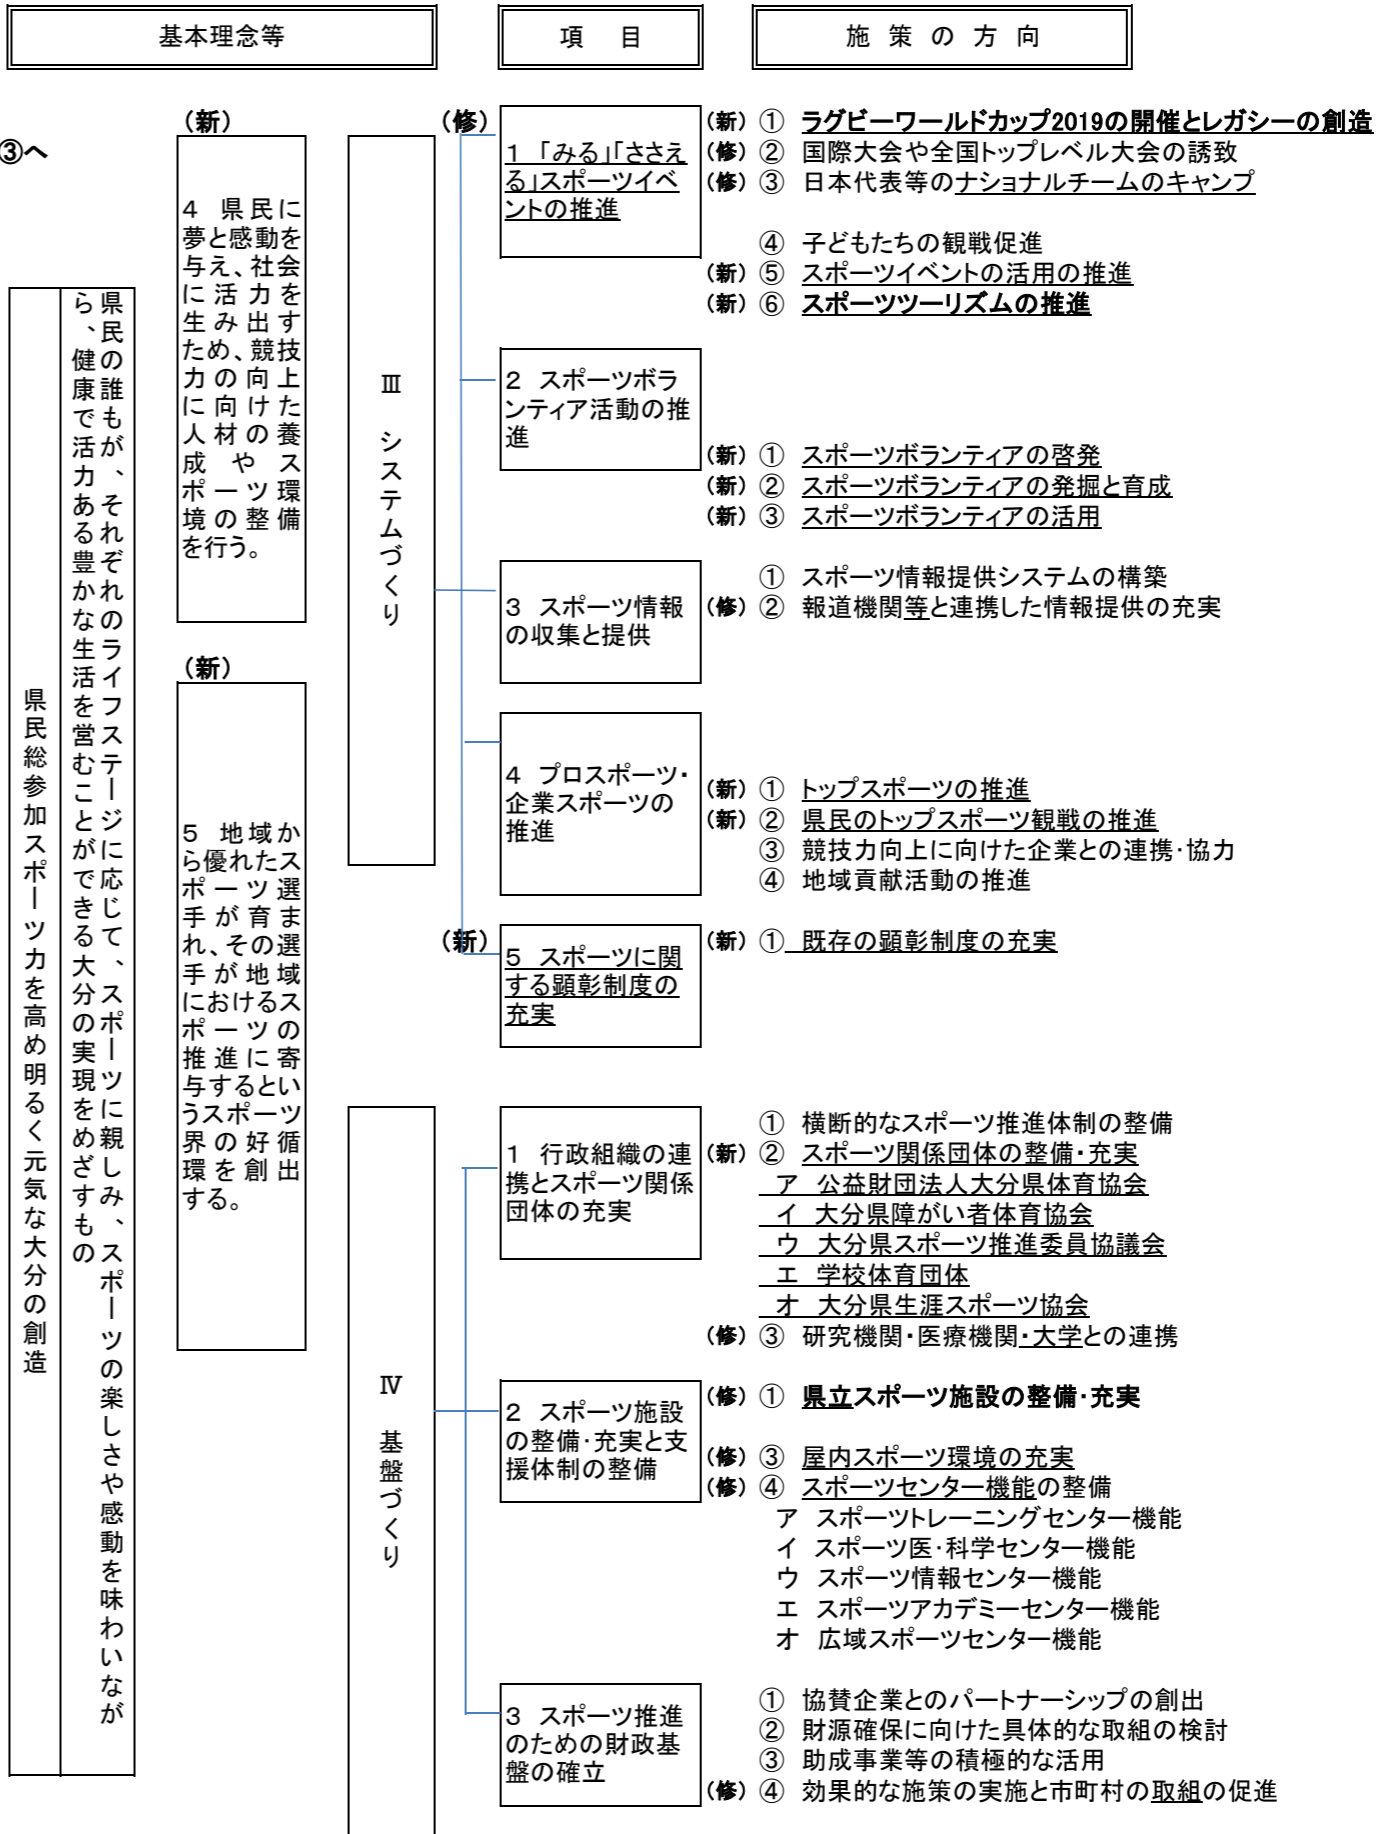 基本理念等
項　目
施 策 の 方 向
③へ
県民総参加スポーツ力を高め明るく元気な大分の創造
県民の誰もが、それぞれのライフステージに応じて、スポーツに親しみ、スポーツの楽しさや感動を味わいなが
ら、健康で活力ある豊かな生活を営むことができる大分の実現をめざすもの
（新）
4　県民に
夢と感動を
与え、社会
に活力を
生み出す
ため、競技
力の向上
に向けた
人材の養
成やス
ポーツ環
境の整備
を行う。
（新）
5　地域か
ら優れたス
ポーツ選
手が育ま
れ、その選
手が地域
におけるス
ポーツの
推進に寄
与するとい
うスポーツ
界の好循
環を創出
する。
Ⅲ　システムづくり
（修）
1　「みる」「ささえ
る」スポーツイベ
ントの推進
（新）①　ラグビーワールドカップ2019の開催とレガシーの創造
（修）②　国際大会や全国トップレベル大会の誘致
（修）③　日本代表等のナショナルチームのキャンプ
④　子どもたちの観戦促進
（新）⑤　スポーツイベントの活用の推進
（新）⑥　スポーツツーリズムの推進
2　スポーツボラ
ンティア活動の推
進
（新）①　スポーツボランティアの啓発
（新）②　スポーツボランティアの発掘と育成
（新）③　スポーツボランティアの活用
3　スポーツ情報
の収集と提供
①　スポーツ情報提供システムの構築
（修）②　報道機関等と連携した情報提供の充実
4　プロスポーツ・
企業スポーツの
推進
（新）①　トップスポーツの推進
（新）②　県民のトップスポーツ観戦の推進
③　競技力向上に向けた企業との連携・協力
④　地域貢献活動の推進
（新）
5　スポーツに関
する顕彰制度の
充実
（新）①　既存の顕彰制度の充実
Ⅳ　基盤づくり
1　行政組織の連
携とスポーツ関係
団体の充実
①　横断的なスポーツ推進体制の整備
（新）②　スポーツ関係団体の整備・充実
ア　公益財団法人大分県体育協会
イ　大分県障がい者体育協会
ウ　大分県スポーツ推進委員協議会
エ　学校体育団体
オ　大分県生涯スポーツ協会
（修）③　研究機関・医療機関・大学との連携
2　スポーツ施設
の整備・充実と支
援体制の整備
（修）①　県立スポーツ施設の整備・充実
（修）③　屋内スポーツ環境の充実
（修）④　スポーツセンター機能の整備
ア　スポーツトレーニングセンター機能
イ　スポーツ医・科学センター機能
ウ　スポーツ情報センター機能
エ　スポーツアカデミーセンター機能
オ　広域スポーツセンター機能
3　スポーツ推進
のための財政基
盤の確立
①　協賛企業とのパートナーシップの創出
②　財源確保に向けた具体的な取組の検討
③　助成事業等の積極的な活用
（修）④　効果的な施策の実施と市町村の取組の促進